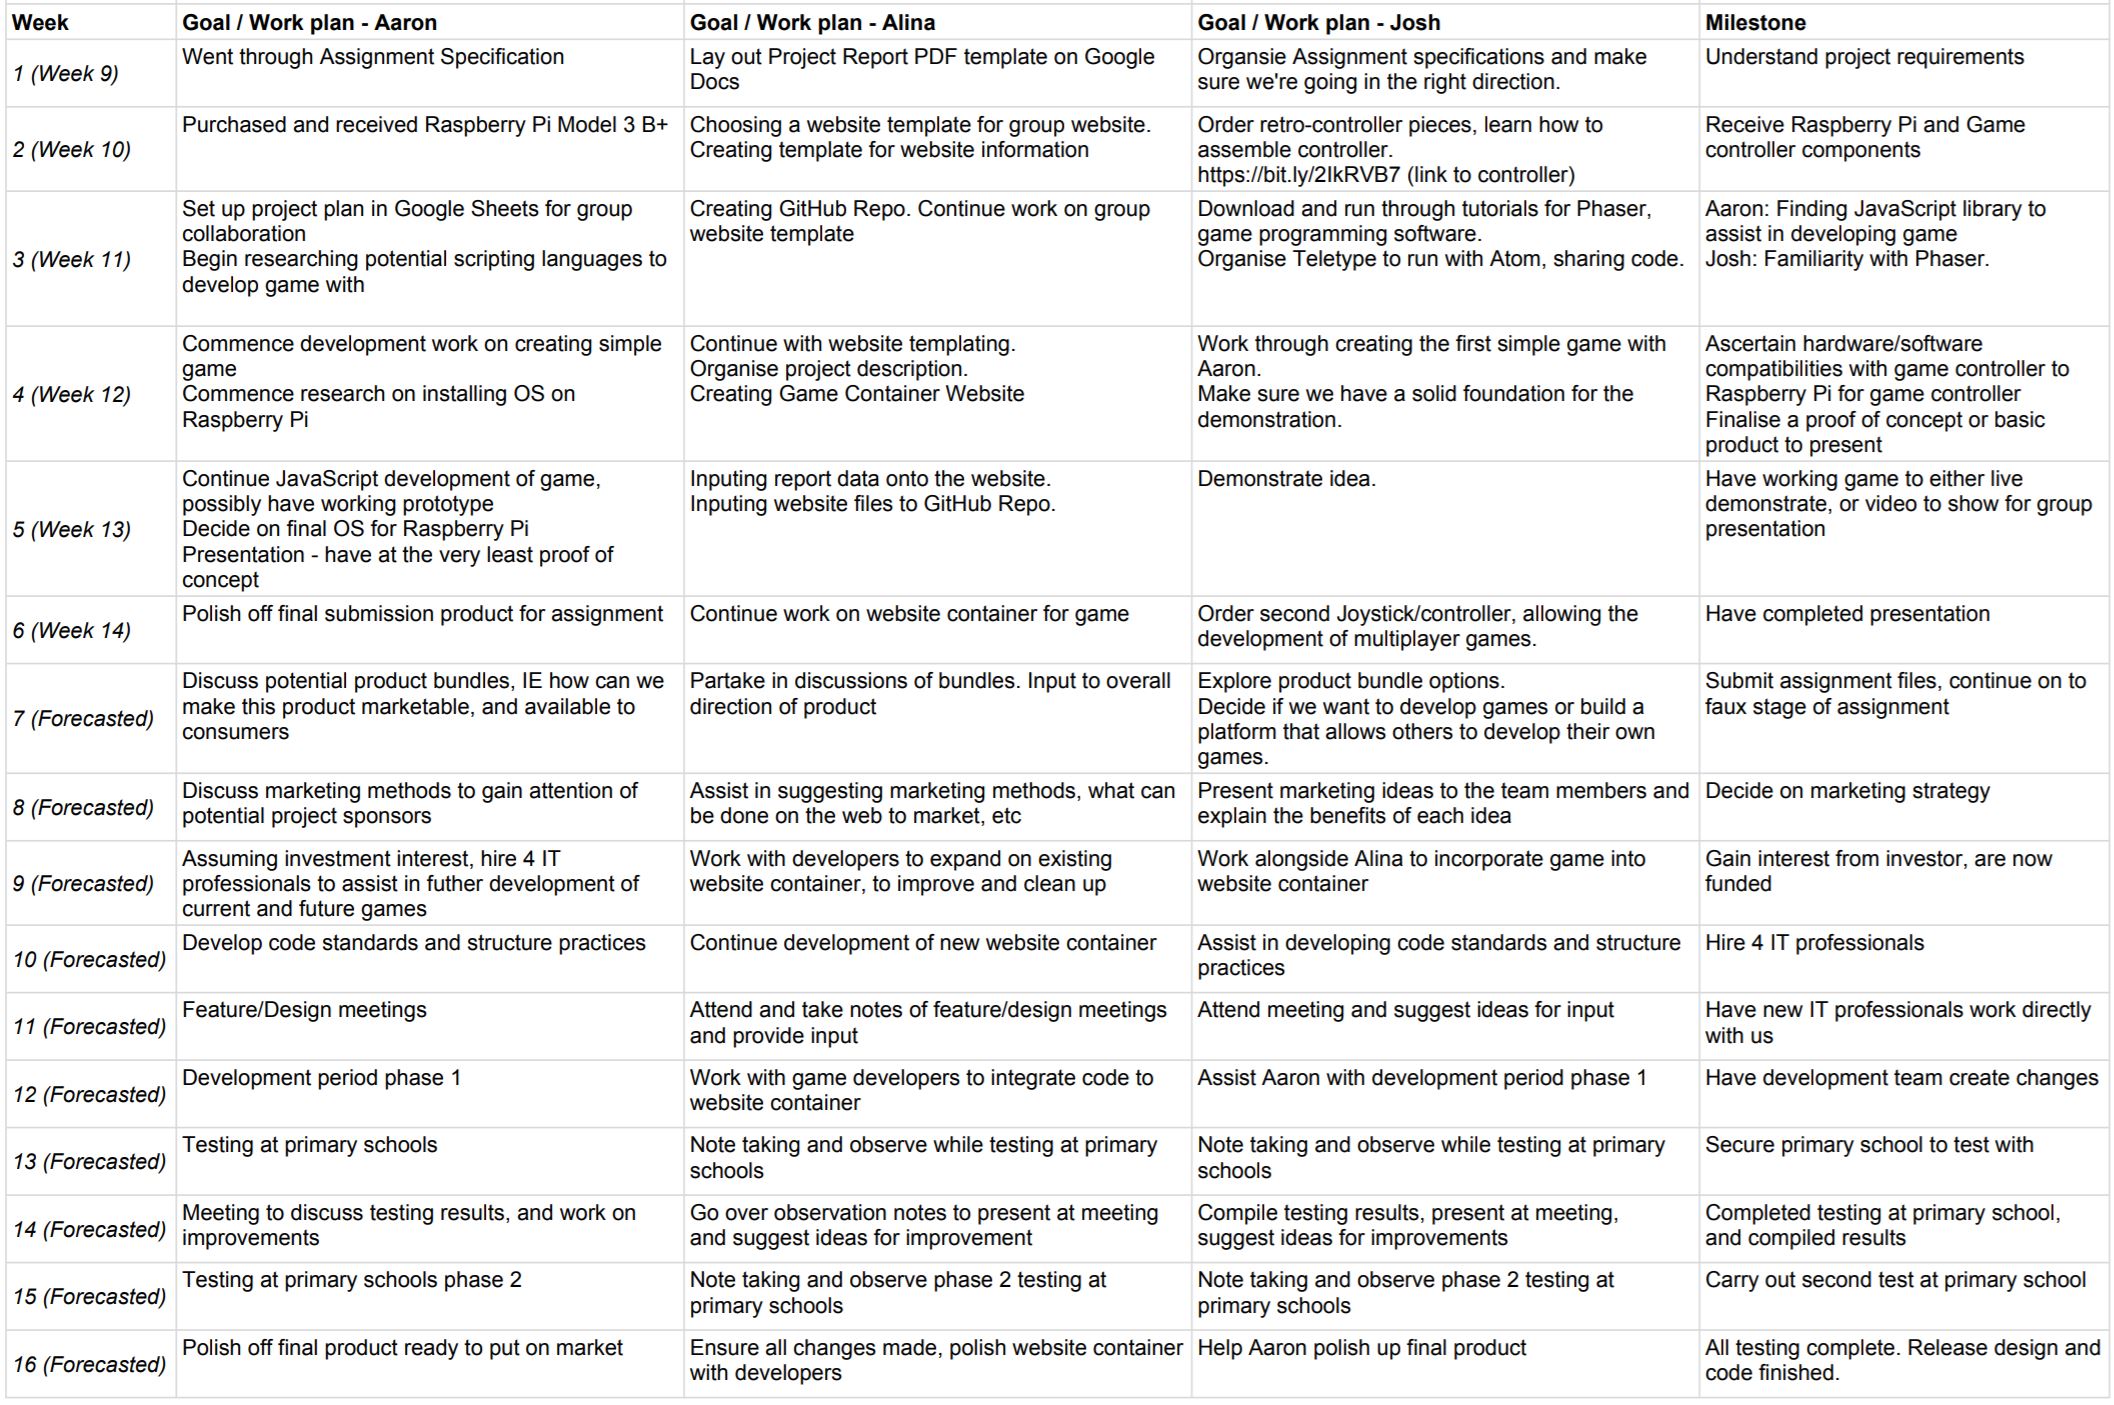 Week Goal / Work plan - Aaron Goal / Work plan - Alina Goal / Work plan - Josh Milestone
1 (Week 9)
Went through Assignment Specification
Lay out Project Report PDF template on Google
Docs
Organsie Assignment specifications and make
sure we're going in the right direction.
Understand project requirements
2 (Week 10)
Purchased and received Raspberry Pi Model 3 B+
Choosing a website template for group website.
Creating template for website information
Order retro-controller pieces, learn how to
assemble controller.
https://bit.ly/2IkRVB7 (link to controller)
Receive Raspberry Pi and Game
controller components
3 (Week 11)
Set up project plan in Google Sheets for group
collaboration
Begin researching potential scripting languages to
develop game with
Creating GitHub Repo. Continue work on group
website template
Download and run through tutorials for Phaser,
game programming software.
Organise Teletype to run with Atom, sharing code.
Aaron: Finding JavaScript library to
assist in developing game
Josh: Familiarity with Phaser.
4 (Week 12)
Commence development work on creating simple
game
Commence research on installing OS on
Raspberry Pi
Continue with website templating.
Organise project description.
Creating Game Container Website
Work through creating the first simple game with
Aaron.
Make sure we have a solid foundation for the
demonstration.
Ascertain hardware/software
compatibilities with game controller to
Raspberry Pi for game controller
Finalise a proof of concept or basic
product to present
5 (Week 13)
Continue JavaScript development of game,
possibly have working prototype
Decide on final OS for Raspberry Pi
Presentation - have at the very least proof of
concept
Inputing report data onto the website.
Inputing website files to GitHub Repo.
Demonstrate idea.
Have working game to either live
demonstrate, or video to show for group
presentation
6 (Week 14)
Polish off final submission product for assignment
Continue work on website container for game
Order second Joystick/controller, allowing the
development of multiplayer games.
Have completed presentation
7 (Forecasted)
Discuss potential product bundles, IE how can we
make this product marketable, and available to
consumers
Partake in discussions of bundles. Input to overall
direction of product
Explore product bundle options.
Decide if we want to develop games or build a
platform that allows others to develop their own
games.
Submit assignment files, continue on to
faux stage of assignment
8 (Forecasted)
Discuss marketing methods to gain attention of
potential project sponsors
Assist in suggesting marketing methods, what can
be done on the web to market, etc
Present marketing ideas to the team members and
explain the benefits of each idea
Decide on marketing strategy
9 (Forecasted)
Assuming investment interest, hire 4 IT
professionals to assist in futher development of
current and future games
Work with developers to expand on existing
website container, to improve and clean up
Work alongside Alina to incorporate game into
website container
Gain interest from investor, are now
funded
10 (Forecasted)
Develop code standards and structure practices
Continue development of new website container
Assist in developing code standards and structure
practices
Hire 4 IT professionals
11 (Forecasted)
Feature/Design meetings
Attend and take notes of feature/design meetings
and provide input
Attend meeting and suggest ideas for input
Have new IT professionals work directly
with us
12 (Forecasted)
Development period phase 1
Work with game developers to integrate code to
website container
Assist Aaron with development period phase 1
Have development team create changes
13 (Forecasted)
Testing at primary schools
Note taking and observe while testing at primary
schools
Note taking and observe while testing at primary
schools
Secure primary school to test with
14 (Forecasted)
Meeting to discuss testing results, and work on
improvements
Go over observation notes to present at meeting
and suggest ideas for improvement
Compile testing results, present at meeting,
suggest ideas for improvements
Completed testing at primary school,
and compiled results
15 (Forecasted)
Testing at primary schools phase 2
Note taking and observe phase 2 testing at
primary schools
Note taking and observe phase 2 testing at
primary schools
Carry out second test at primary school
16 (Forecasted)
Polish off final product ready to put on market
Ensure all changes made, polish website container
with developers
Help Aaron polish up final product
All testing complete. Release design and
code finished.